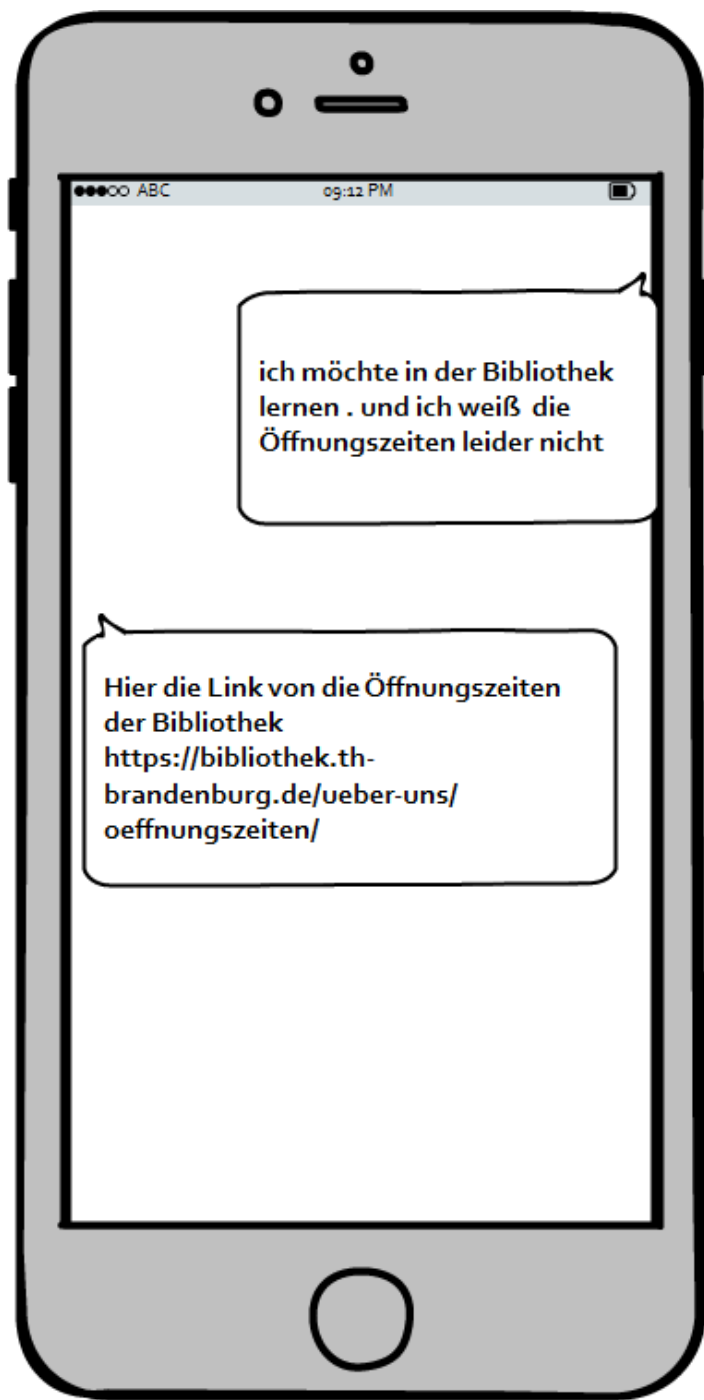 ABC 09:12 PM
ich möchte in der Bibliothek
lernen . und ich weiß die
Öffnungszeiten leider nicht
Hier die Link von die Öffnungszeiten
der Bibliothek
https://bibliothek.th-
brandenburg.de/ueber-uns/
oeffnungszeiten/